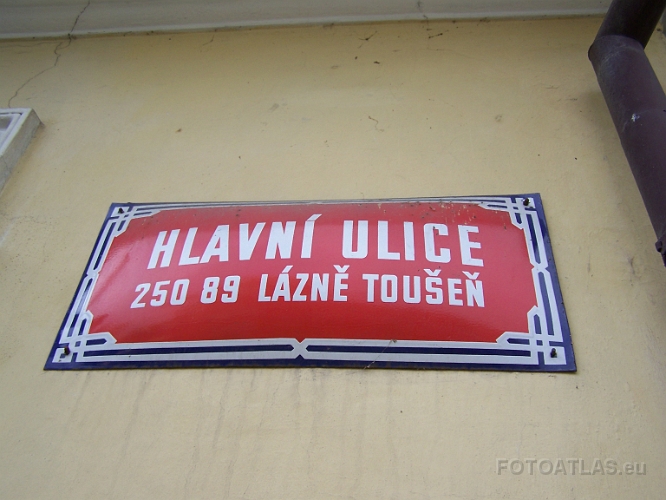 HLAVNÍ ULICE
250 89 LÁZNĚ TOUŠEŇ
FOTOATLAS.eu